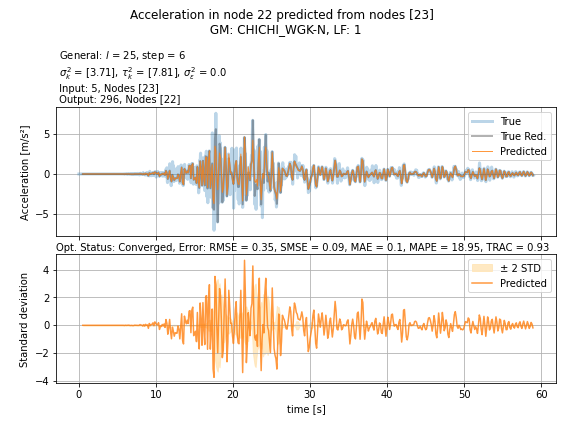 Acceleration in node 22 predicted from nodes [23]
GM: CHICHI_WGK-N, LF: 1
General: l = 25, step = 6
σ²ₖ = [3.71], τ²ₖ = [7.81], σ²ε = 0.0
Input: 5, Nodes [23]
Output: 296, Nodes [22]
Acceleration [m/s²]
5
0
−5
True
True Red.
Predicted
Opt. Status: Converged, Error: RMSE = 0.35, SMSE = 0.09, MAE = 0.1, MAPE = 18.95, TRAC = 0.93
Standard deviation
4
2
0
−2
−4
± 2 STD
Predicted
0 10 20 30 40 50 60
time [s]